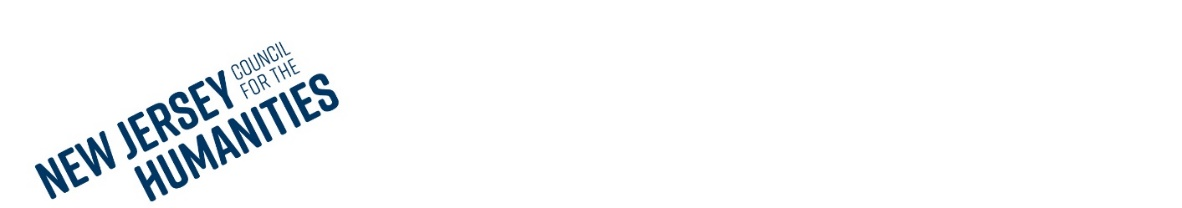 NEW JERSEY
COUNCIL
FOR THE
HUMANITIES